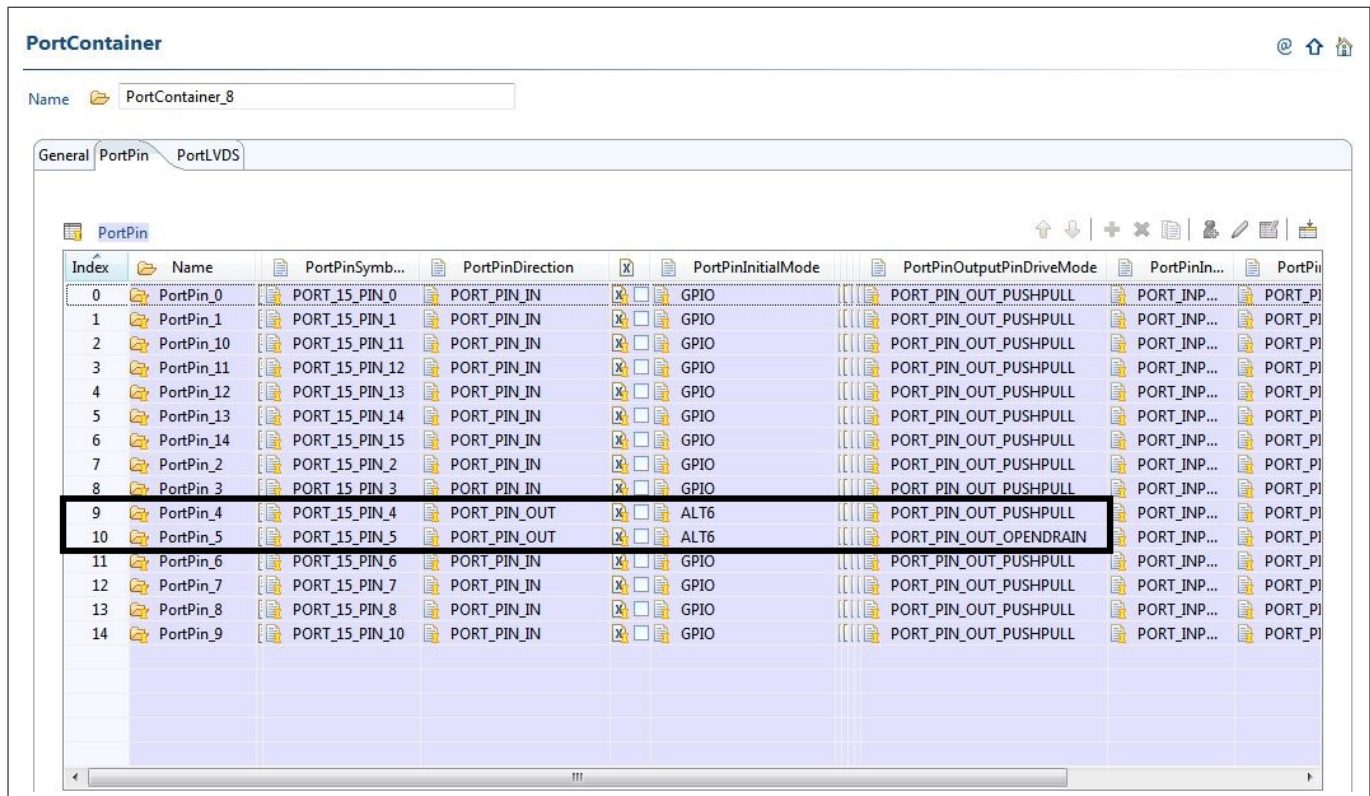 PortContainer
Name PortContainer_8
General PortPin PortLVDS
PortPin
Index Name PortPinSymb... PortPinDirection PortPinInitialMode PortPinOutputPinDriveMode PortPinIn... PortPi
0 PortPin_0 PORT_15_PIN_0 PORT_PIN_IN GPIO PORT_PIN_OUT_PUSHPULL PORT_INP... PORT_PI
1 PortPin_1 PORT_15_PIN_1 PORT_PIN_IN GPIO PORT_PIN_OUT_PUSHPULL PORT_INP... PORT_PI
2 PortPin_10 PORT_15_PIN_11 PORT_PIN_IN GPIO PORT_PIN_OUT_PUSHPULL PORT_INP... PORT_PI
3 PortPin_11 PORT_15_PIN_12 PORT_PIN_IN GPIO PORT_PIN_OUT_PUSHPULL PORT_INP... PORT_PI
4 PortPin_12 PORT_15_PIN_13 PORT_PIN_IN GPIO PORT_PIN_OUT_PUSHPULL PORT_INP... PORT_PI
5 PortPin_13 PORT_15_PIN_14 PORT_PIN_IN GPIO PORT_PIN_OUT_PUSHPULL PORT_INP... PORT_PI
6 PortPin_14 PORT_15_PIN_15 PORT_PIN_IN GPIO PORT_PIN_OUT_PUSHPULL PORT_INP... PORT_PI
7 PortPin_2 PORT_15_PIN_2 PORT_PIN_IN GPIO PORT_PIN_OUT_PUSHPULL PORT_INP... PORT_PI
8 PortPin_3 PORT_15_PIN_3 PORT_PIN_IN GPIO PORT_PIN_OUT_PUSHPULL PORT_INP... PORT_PI
9 PortPin_4 PORT_15_PIN_4 PORT_PIN_OUT ALT6 PORT_PIN_OUT_PUSHPULL PORT_INP... PORT_PI
10 PortPin_5 PORT_15_PIN_5 PORT_PIN_OUT ALT6 PORT_PIN_OUT_OPENDRAIN PORT_INP... PORT_PI
11 PortPin_6 PORT_15_PIN_6 PORT_PIN_IN GPIO PORT_PIN_OUT_PUSHPULL PORT_INP... PORT_PI
12 PortPin_7 PORT_15_PIN_7 PORT_PIN_IN GPIO PORT_PIN_OUT_PUSHPULL PORT_INP... PORT_PI
13 PortPin_8 PORT_15_PIN_8 PORT_PIN_IN GPIO PORT_PIN_OUT_PUSHPULL PORT_INP... PORT_PI
14 PortPin_9 PORT_15_PIN_10 PORT_PIN_IN GPIO PORT_PIN_OUT_PUSHPULL PORT_INP... PORT_PI